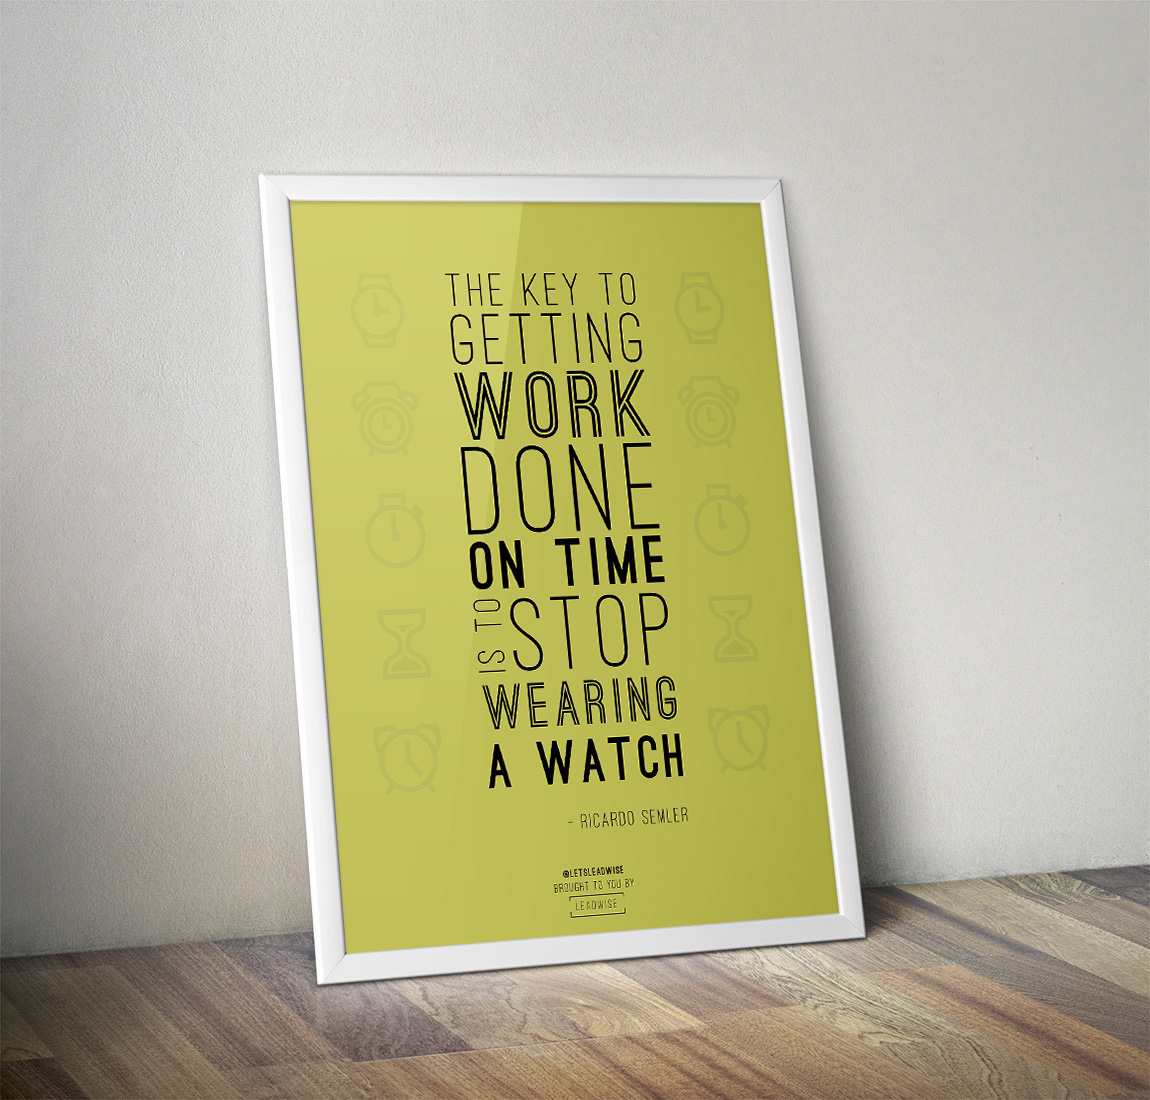 THE KEY TO
GETTING
WORK
DONE
ON TIME
IS TO STOP
WEARING
A WATCH
- RICARDO SEMLER
@LETSLEADWISE
BROUGHT TO YOU BY
LEADWISE